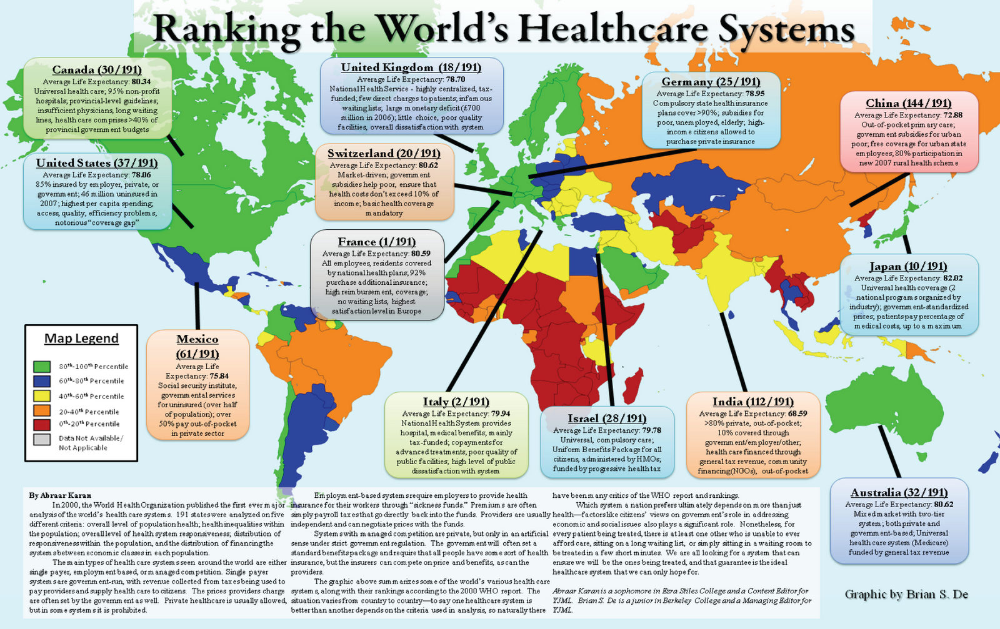 Ranking the World's Healthcare Systems
Canada (30/191)
Average Life Expectancy: 80.34
Universal health care; 95% non-profit
hospitals; provincial-level guidelines;
insufficient physicians, long waiting
lines, health care comprises >40% of
provincial government budgets
United Kingdom (18/191)
Average Life Expectancy: 78.70
National Health Service - highly centralized, tax-
funded; few direct charges to patients; infamous
waiting lists; large monetary deficit (£700
million in 2006); little choice, poor quality
facilities, overall dissatisfaction with system
Germany (25/191)
Average Life Expectancy: 78.95
Compulsory state health insurance
plans cover >90%; subsidies for
poor, unemployed, elderly; high-
income citizens allowed to
purchase private insurance
China (144/191)
Average Life Expectancy: 72.88
Out-of-pocket primary care;
government subsidies for urban
poor; free coverage for urban state
employees; 80% participation in
new 2007 rural health scheme
United States (37/191)
Average Life Expectancy: 78.06
85% insured by employer, private, or
government; 46 million uninsured in
2007; highest per capita spending;
access, quality, efficiency problems;
notorious "coverage gap"
Switzerland (20/191)
Average Life Expectancy: 80.62
Market-driven; government
subsidies help poor, ensure that
health costs don't exceed 10% of
income; basic health coverage
mandatory
France (1/191)
Average Life Expectancy: 80.59
All employees, residents covered
by national health plans; 92%
purchase additional insurance;
high reimbursement, coverage;
no waiting lists, highest
satisfaction level in Europe
Japan (10/191)
Average Life Expectancy: 82.02
Universal health coverage (2
national programs organized by
industry); government-standardized
prices; patients pay percentage of
medical costs, up to a maximum
Map Legend
80th-100th Percentile
60th-80th Percentile
40th-60th Percentile
20-40th Percentile
0th-20th Percentile
Data Not Available/
Not Applicable
Mexico
(61/191)
Average Life
Expectancy: 75.84
Social security institute,
governmental services
for uninsured (over half
of population); over
50% pay out-of-pocket
in private sector
Italy (2/191)
Average Life Expectancy: 79.94
National Health System provides
hospital, medical benefits; mainly
tax-funded; copayments for
advanced treatments; poor quality of
public facilities; high level of public
dissatisfaction with system
Israel (28/191)
Average Life Expectancy: 79.78
Universal, compulsory care;
Uniform Benefits Package for all
citizens, administered by HMOs;
funded by progressive health tax
India (112/191)
Average Life Expectancy: 68.59
>80% private, out-of-pocket;
10% covered through
government/employer/other;
health care financed through
general tax revenue, community
financing(NGOs), out-of-pocket
Australia (32/191)
Average Life Expectancy: 80.62
Mixed market with two-tier
system; both private and
government-based; Universal
health care system (Medicare)
funded by general tax revenue
By Abraar Karan
In 2000, the World Health Organization published the first ever major
analysis of the world's health care systems. 191 states were analyzed on five
different criteria: overall level of population health; health inequalities within
the population; overall level of health system responsiveness; distribution of
responsiveness within the population, and the distribution of financing the
systems between economic classes in each population.
The main types of health care systems seen around the world are either
single payer, employment based, or managed competition. Single payer
systems are government-run, with revenue collected from taxes being used to
pay providers and supply health care to citizens. The prices providers charge
are often set by the government as well. Private healthcare is usually allowed,
but in some systems it is prohibited.
Employment-based systems require employers to provide health
insurance for their workers through "sickness funds." Premiums are often
simply payroll taxes that go directly back into the funds. Providers are usually
independent and can negotiate prices with the funds.
Systems with managed competition are private, but only in an artificial
sense under strict government regulation. The government will often set a
standard benefits package and require that all people have some sort of health
insurance, but the insurers can compete on price and benefits, as can the
providers.
The graphic above summarizes some of the world's various health care
systems, along with their rankings according to the 2000 WHO report. The
situation varies from country to country—to say one healthcare system is
better than another depends on the criteria used in analysis, so naturally there
have been many critics of the WHO report and rankings.
Which system a nation prefers ultimately depends on more than just
health—factors like citizens' views on government's role in addressing
economic and social issues also plays a significant role. Nonetheless, for
every patient being treated, there is at least one other who is unable to ever
afford care, sitting on a long waiting list, or simply sitting in a waiting room to
be treated in a few short minutes. We are all looking for a system that can
ensure we will be the ones being treated, and that guarantee is the ideal
healthcare system that we can only hope for.
Abraar Karan is a sophomore in Ezra Stiles College and a Content Editor for
YJML. Brian S. De is a junior in Berkeley College and a Managing Editor for
YJML.
Graphic by Brian S. De